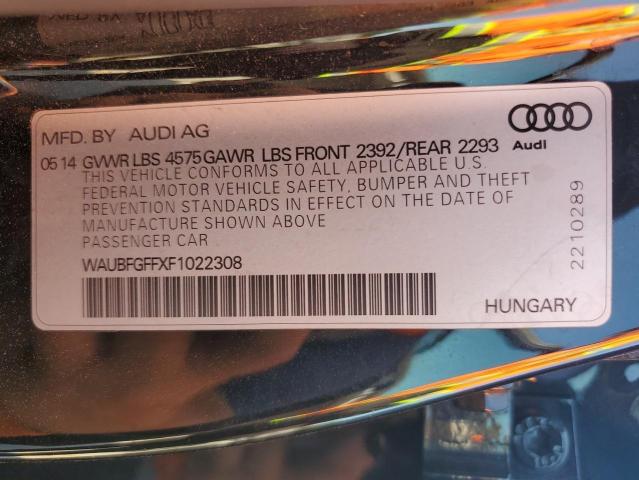 MFD. BY AUDI AG
Audi
05 14 GVWR LBS 4575 GAWR LBS FRONT 2392/REAR 2293
THIS VEHICLE CONFORMS TO ALL APPLICABLE U.S.
FEDERAL MOTOR VEHICLE SAFETY, BUMPER AND THEFT
PREVENTION STANDARDS IN EFFECT ON THE DATE OF
MANUFACTURE SHOWN ABOVE
PASSENGER CAR
WAUBFGFFXF1022308
HUNGARY
2210289